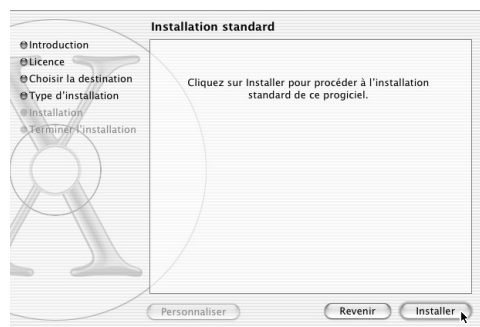 Installation standard
Introduction
Licence
Choisir la destination
Type d'installation
Installation
Terminer l'installation
Cliquez sur Installer pour procéder à l'installation
standard de ce progiciel.
Personnaliser
Revenir
Installer